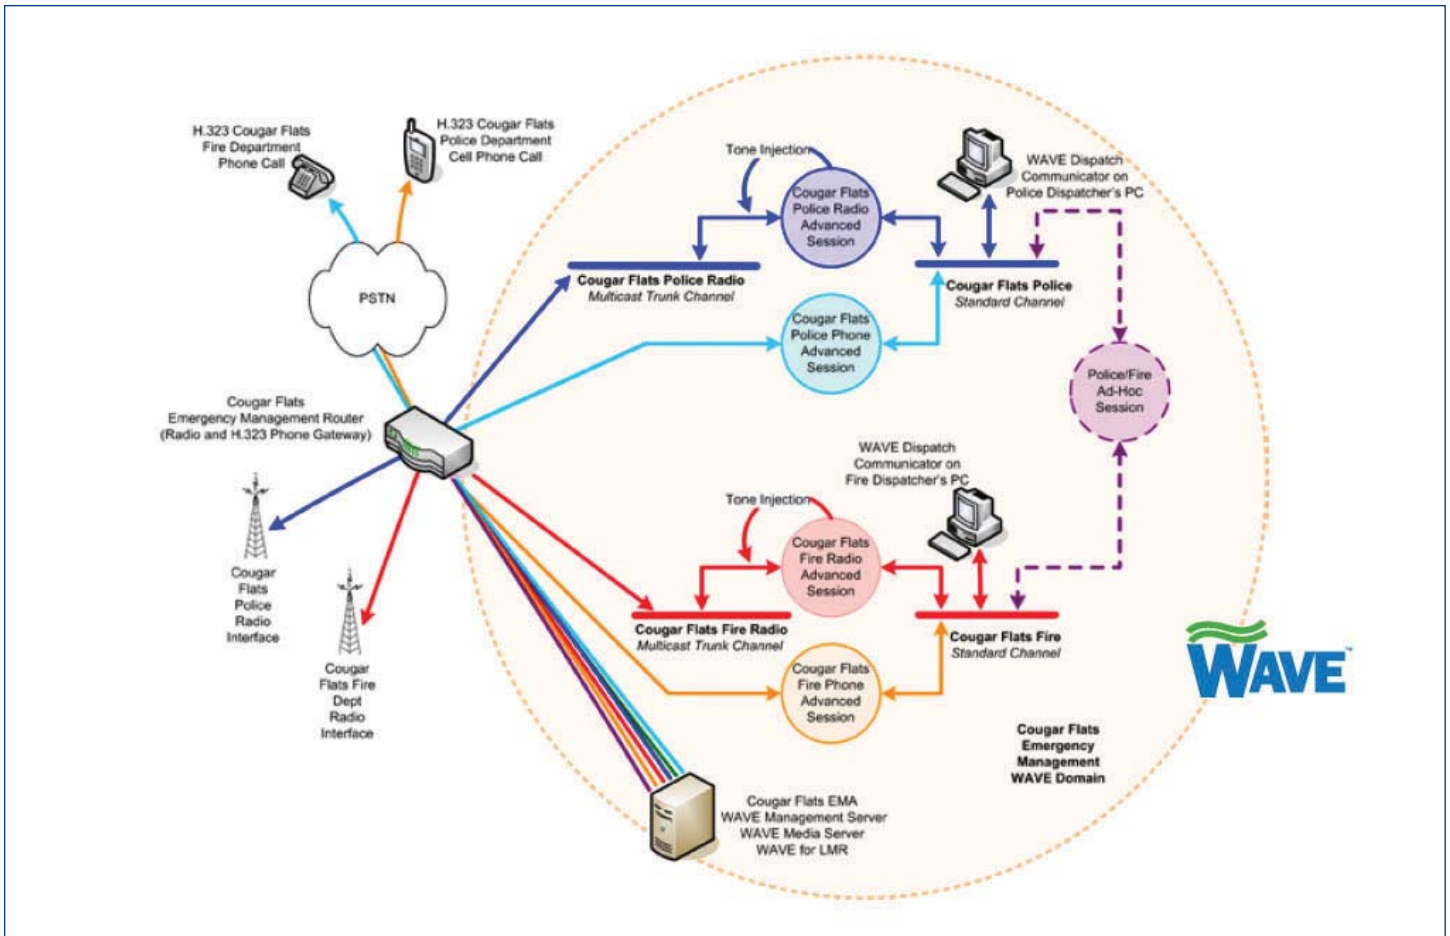 H.323 Cougar Flats
Fire Department
Phone Call
H.323 Cougar Flats
Police Department
Cell Phone Call
PSTN
Cougar Flats
Emergency Management Router
(Radio and H.323 Phone Gateway)
Cougar
Flats
Police
Radio
Interface
Cougar
Flats Fire
Dept
Radio
Interface
Tone Injection
Cougar Flats
Police Radio
Advanced
Session
WAVE Dispatch
Communicator on
Police Dispatcher's PC
Cougar Flats Police Radio
Multicast Trunk Channel
Cougar Flats Police
Standard Channel
Cougar Flats
Police Phone
Advanced
Session
Police/Fire
Ad-Hoc
Session
WAVE Dispatch
Communicator on
Fire Dispatcher's PC
Tone Injection
Cougar Flats
Fire Radio
Advanced
Session
Cougar Flats Fire Radio
Multicast Trunk Channel
Cougar Flats Fire
Standard Channel
Cougar Flats
Fire Phone
Advanced
Session
WAVE™
Cougar Flats
Emergency
Management
WAVE Domain
Cougar Flats EMA
WAVE Management Server
WAVE Media Server
WAVE for LMR